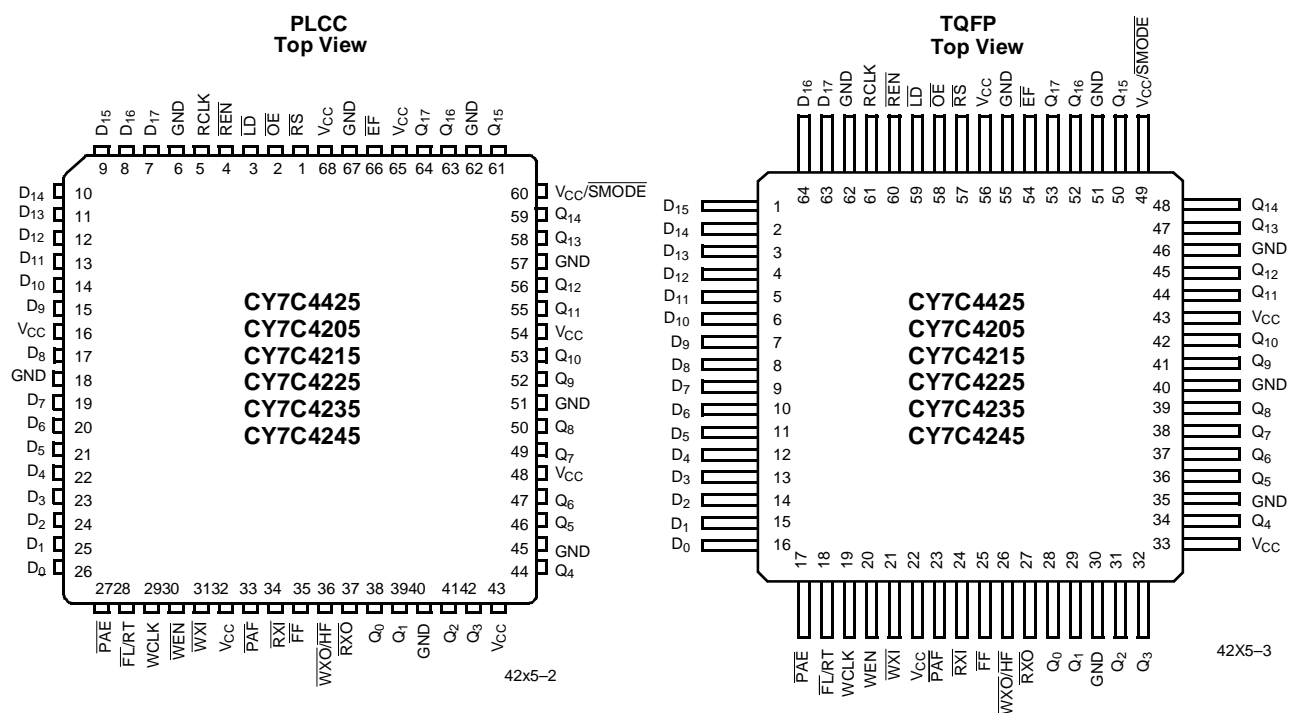 PLCC
Top View
D15 D16 D17 GND RCLK REN LD OE RS VCC GND EF VCC Q17 Q16 GND Q15
9 8 7 6 5 4 3 2 1 68 67 66 65 64 63 62 61
D14 10 60 VCC/SMODE
D13 11 59 Q14
D12 12 58 Q13
D11 13 57 GND
D10 14 56 Q12
D9 15 55 Q11
VCC 16 54 VCC
D8 17 53 Q10
GND 18 52 Q9
D7 19 51 GND
D6 20 50 Q8
D5 21 49 Q7
D4 22 48 VCC
D3 23 47 Q6
D2 24 46 Q5
D1 25 45 GND
D0 26 44 Q4
CY7C4425
CY7C4205
CY7C4215
CY7C4225
CY7C4235
CY7C4245
27 28 29 30 31 32 33 34 35 36 37 38 39 40 41 42 43
PAE FL/RT WCLK WEN WXI VCC PAF RXI FF WXO/HF RXO Q0 Q1 GND Q2 Q3 VCC
42x5–2
TQFP
Top View
D16 D17 GND RCLK REN LD OE RS VCC GND EF Q17 Q16 GND Q15 VCC/SMODE
64 63 62 61 60 59 58 57 56 55 54 53 52 51 50 49
D15 1 48 Q14
D14 2 47 Q13
D13 3 46 GND
D12 4 45 Q12
D11 5 44 Q11
D10 6 43 VCC
D9 7 42 Q10
D8 8 41 Q9
D7 9 40 GND
D6 10 39 Q8
D5 11 38 Q7
D4 12 37 Q6
D3 13 36 Q5
D2 14 35 GND
D1 15 34 Q4
D0 16 33 VCC
CY7C4425
CY7C4205
CY7C4215
CY7C4225
CY7C4235
CY7C4245
17 18 19 20 21 22 23 24 25 26 27 28 29 30 31 32
PAE FL/RT WCLK WEN WXI VCC PAF RXI FF WXO/HF RXO Q0 Q1 GND Q2 Q3
42X5–3